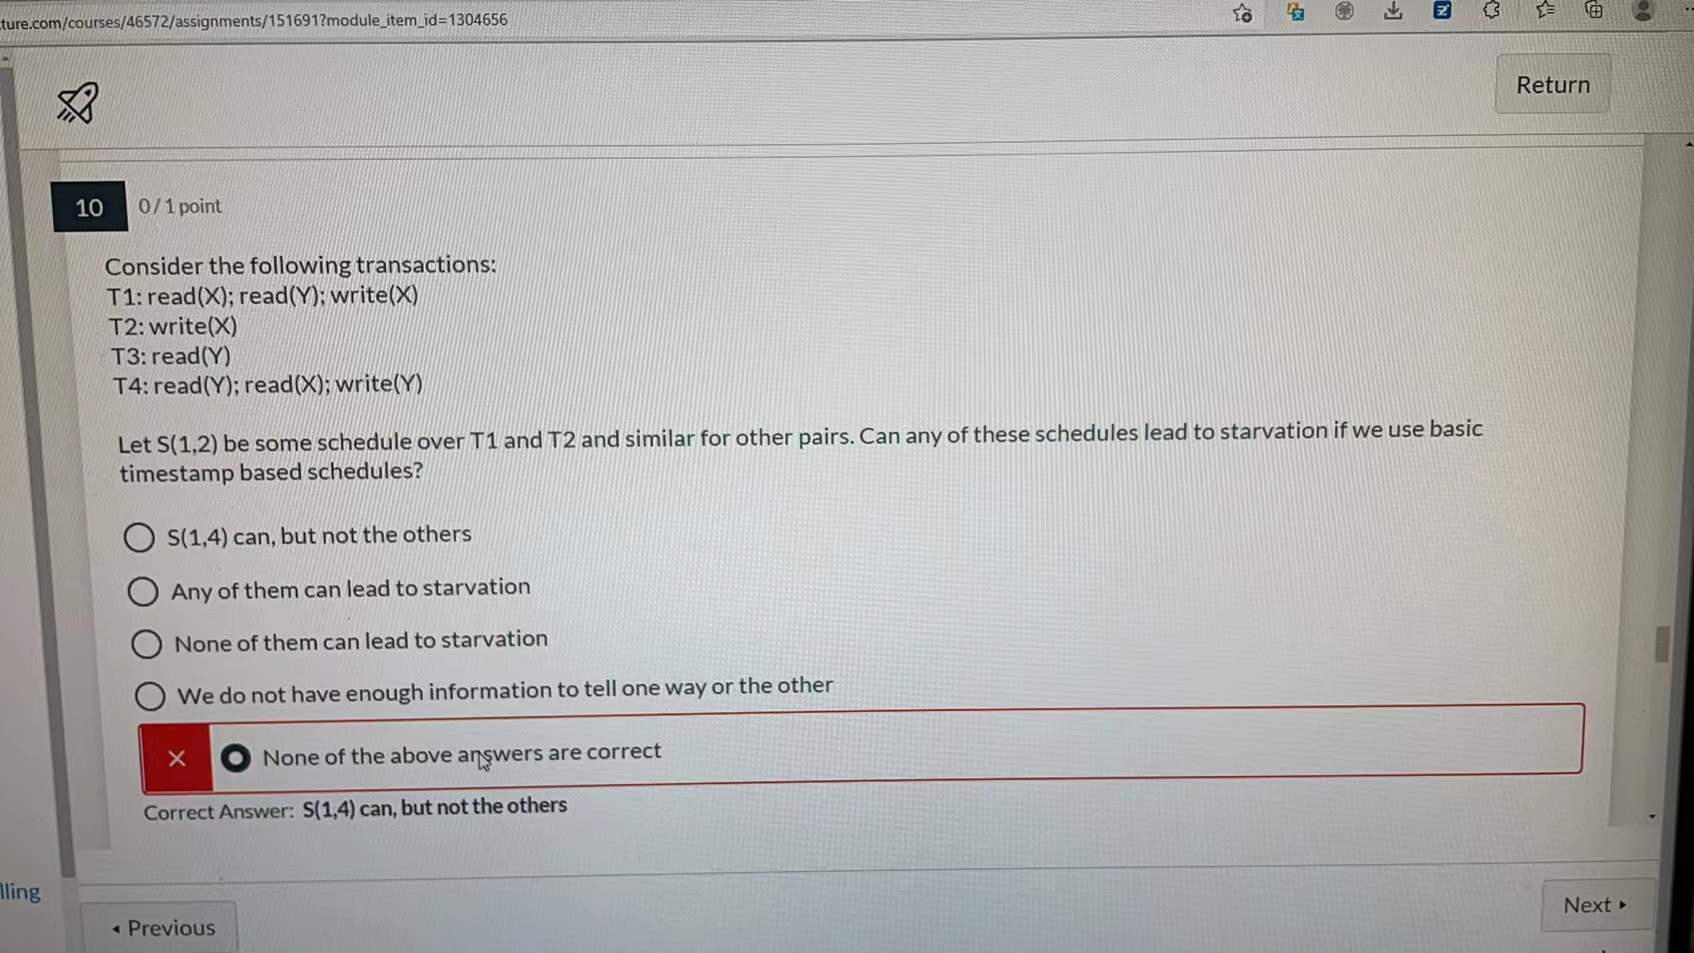 ture.com/courses/46572/assignments/151691?module_item_id=1304656
Return
10
0 / 1 point
Consider the following transactions:
T1: read(X); read(Y); write(X)
T2: write(X)
T3: read(Y)
T4: read(Y); read(X); write(Y)
Let S(1,2) be some schedule over T1 and T2 and similar for other pairs. Can any of these schedules lead to starvation if we use basic
timestamp based schedules?
S(1,4) can, but not the others
Any of them can lead to starvation
None of them can lead to starvation
We do not have enough information to tell one way or the other
None of the above answers are correct
Correct Answer: S(1,4) can, but not the others
lling
Next
Previous